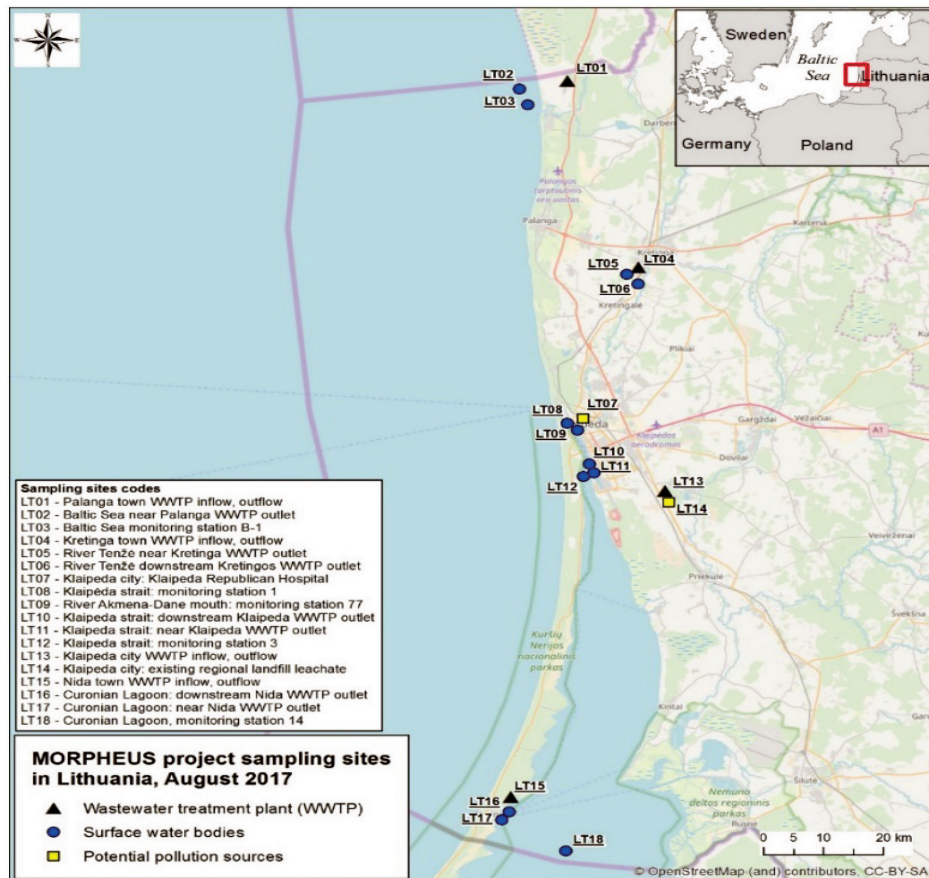 Sweden
Baltic
Sea
Lithuania
Germany
Poland
LT01
LT02
LT03
Palangos
tarptautinis
oro uostas
Palanga
Kartena
Kretinga
LT04
LT05
LT06
Kretingalė
Plikiai
LT07
LT08
LT09
Klaipėdos
aerodromas
Gargždai
Vėžaičiai
A1
Dovilai
LT10
LT11
LT12
LT13
LT14
Veiviržėnai
Priekulė
Švėkšna
Sampling sites codes
LT01 - Palanga town WWTP inflow, outflow
LT02 - Baltic Sea near Palanga WWTP outlet
LT03 - Baltic Sea monitoring station B-1
LT04 - Kretinga town WWTP inflow, outflow
LT05 - River Tenžė near Kretinga WWTP outlet
LT06 - River Tenžė downstream Kretingos WWTP outlet
LT07 - Klaipeda city: Klaipeda Republican Hospital
LT08 - Klaipėda strait: monitoring station 1
LT09 - River Akmena-Dane mouth: monitoring station 77
LT10 - Klaipeda strait: downstream Klaipeda WWTP outlet
LT11 - Klaipeda strait: near Klaipeda WWTP outlet
LT12 - Klaipeda strait: monitoring station 3
LT13 - Klaipeda city WWTP inflow, outflow
LT14 - Klaipeda city: existing regional landfill leachate
LT15 - Nida town WWTP inflow, outflow
LT16 - Curonian Lagoon: downstream Nida WWTP outlet
LT17 - Curonian Lagoon: near Nida WWTP outlet
LT18 - Curonian Lagoon, monitoring station 14
Kuršių
Nerijos
nacionalinis
parkas
Kintai
Šilutė
Nemuno
deltos regioninis
parkas
Rusnė
LT15
LT16
LT17
LT18
MORPHEUS project sampling sites
in Lithuania, August 2017
Wastewater treatment plant (WWTP)
Surface water bodies
Potential pollution sources
0 5 10 20 km
© OpenStreetMap (and) contributors, CC-BY-SA